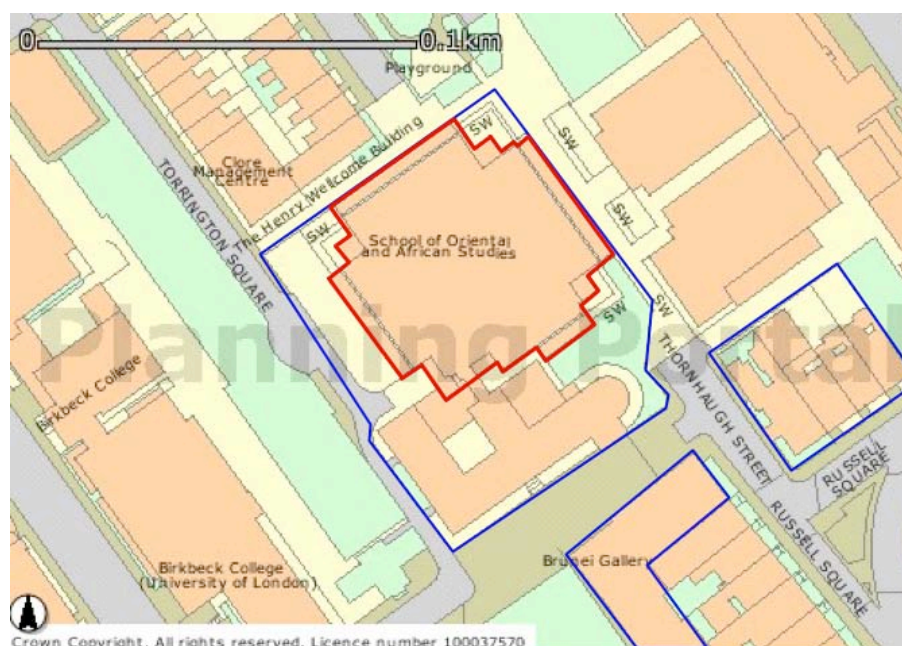 0 0.1km
Playground
SW
SW
The Henry Wellcome Building
Clore
Management
Centre
TORRINGTON SQUARE
SW
SW
School of Oriental
and African Studies
SW
SW
Planning Portal
THORNHAUGH STREET
Birkbeck College
RUSSELL
SQUARE
RUSSELL SQUARE
Brunei Gallery
Birkbeck College
(University of London)
Crown Copyright. All rights reserved. Licence number 100037570